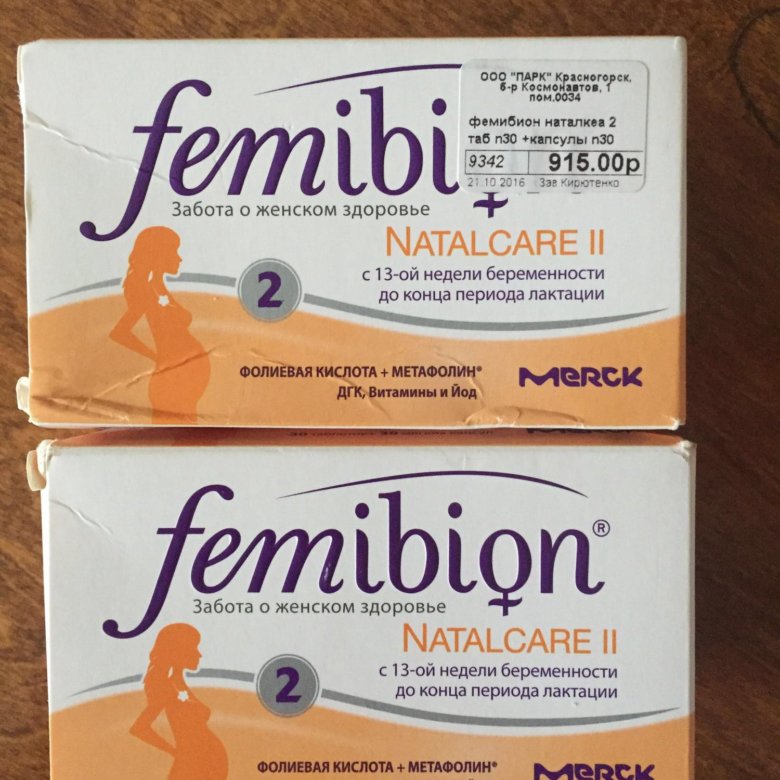 ООО "ПАРК" Красногорск,
б-р Космонавтов, 1
пом.0034
фемибион наталкеа 2
таб n30 +капсулы n30
9342 915.00р
21.10.2016 Зав Кирютенко
femibi
Забота о женском здоровье
NATALCARE II
с 13-ой недели беременности
до конца периода лактации
2
ФОЛИЕВАЯ КИСЛОТА + МЕТАФОЛИН®
ДГК, Витамины и Йод
MERCK
femibion®
Забота о женском здоровье
NATALCARE II
с 13-ой недели беременности
до конца периода лактации
2
ФОЛИЕВАЯ КИСЛОТА + МЕТАФОЛИН®
MERCK